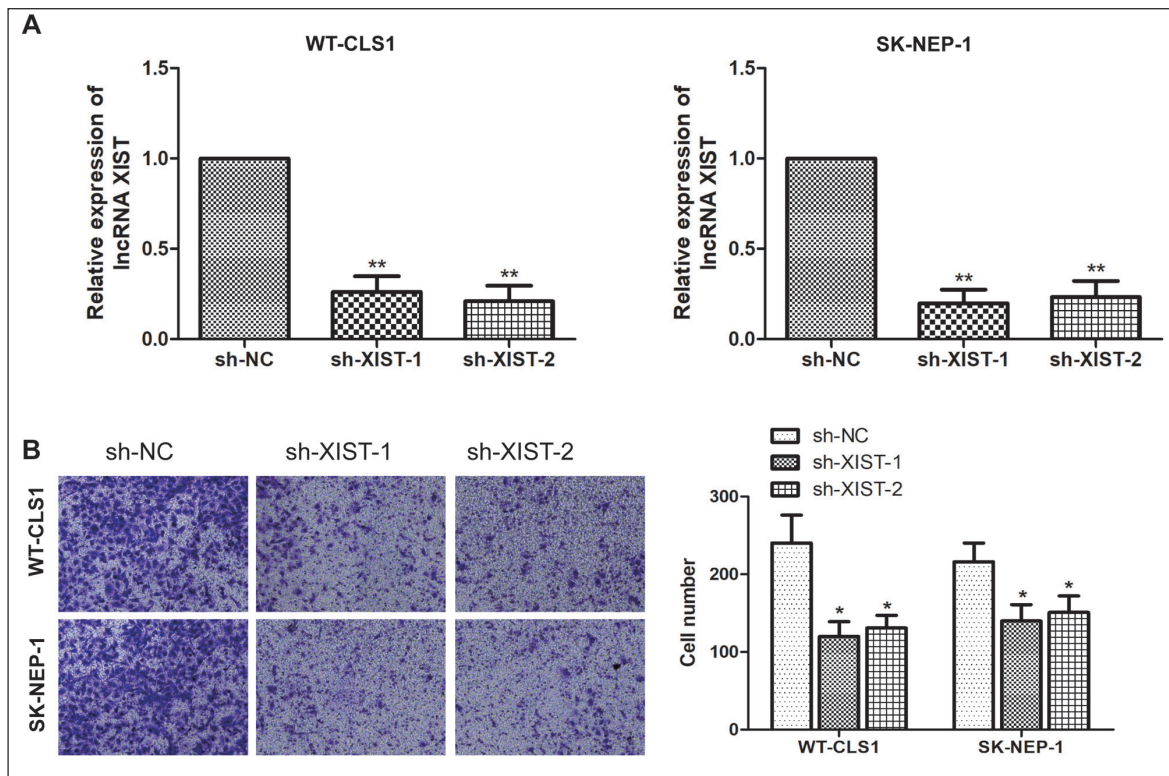 A
WT-CLS1
Relative expression of
lncRNA XIST
1.5
1.0
0.5
0.0
**
**
sh-NC
sh-XIST-1
sh-XIST-2
SK-NEP-1
Relative expression of
lncRNA XIST
1.5
1.0
0.5
0.0
**
**
sh-NC
sh-XIST-1
sh-XIST-2
B
sh-NC
sh-XIST-1
sh-XIST-2
WT-CLS1
SK-NEP-1
sh-NC
sh-XIST-1
sh-XIST-2
Cell number
300
200
100
0
*
*
*
*
WT-CLS1
SK-NEP-1